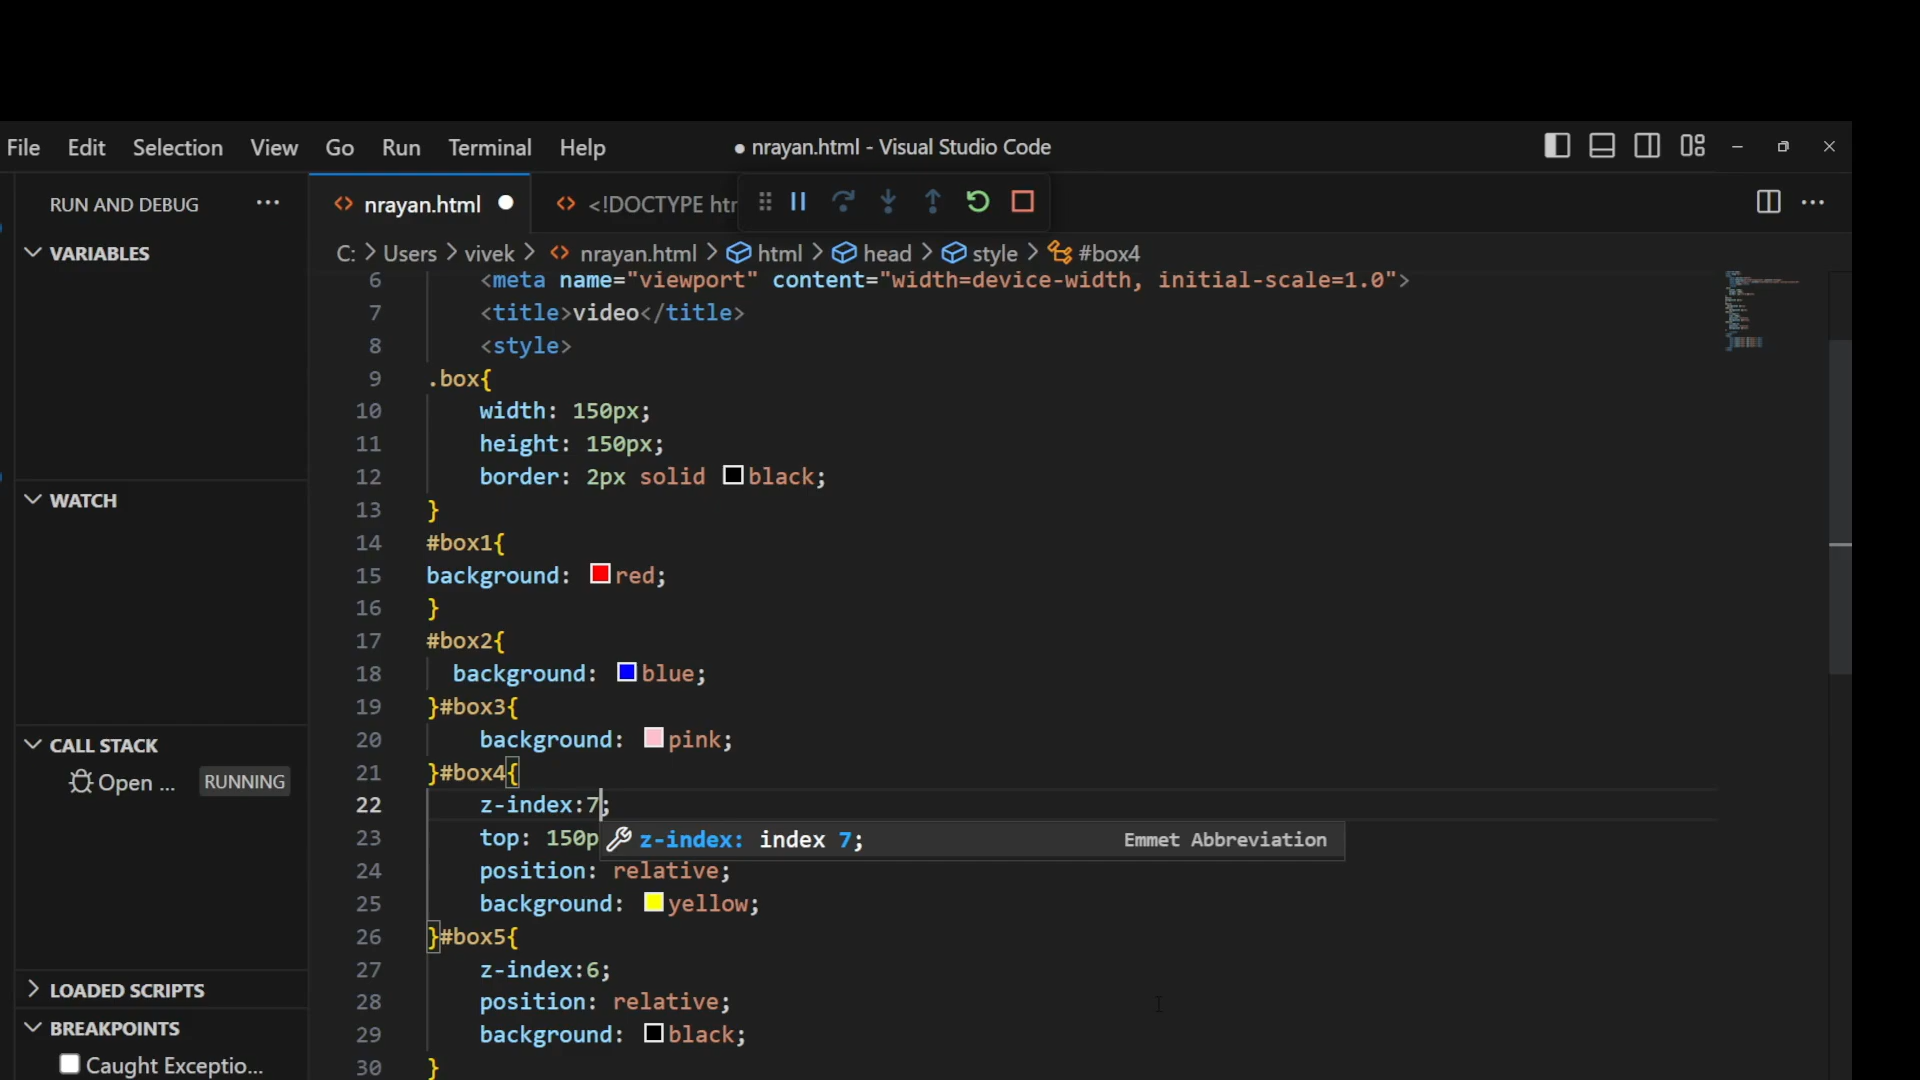 File Edit Selection View Go Run Terminal Help ● nrayan.html - Visual Studio Code
RUN AND DEBUG ···
nrayan.html
<!DOCTYPE htr
VARIABLES
C: > Users > vivek > nrayan.html > html > head > style > #box4
6 <meta name="viewport" content="width=device-width, initial-scale=1.0">
7 <title>video</title>
8 <style>
9 .box{
10 width: 150px;
11 height: 150px;
12 border: 2px solid black;
WATCH
13 }
14 #box1{
15 background: red;
16 }
17 #box2{
18 background: blue;
19 }#box3{
20 background: pink;
CALL STACK
21 }#box4{
Open ... RUNNING
22 z-index:7;
23 top: 150p
z-index: index 7; Emmet Abbreviation
24 position: relative;
25 background: yellow;
26 }#box5{
27 z-index:6;
LOADED SCRIPTS
28 position: relative;
BREAKPOINTS
29 background: black;
Caught Exceptio...
30 }